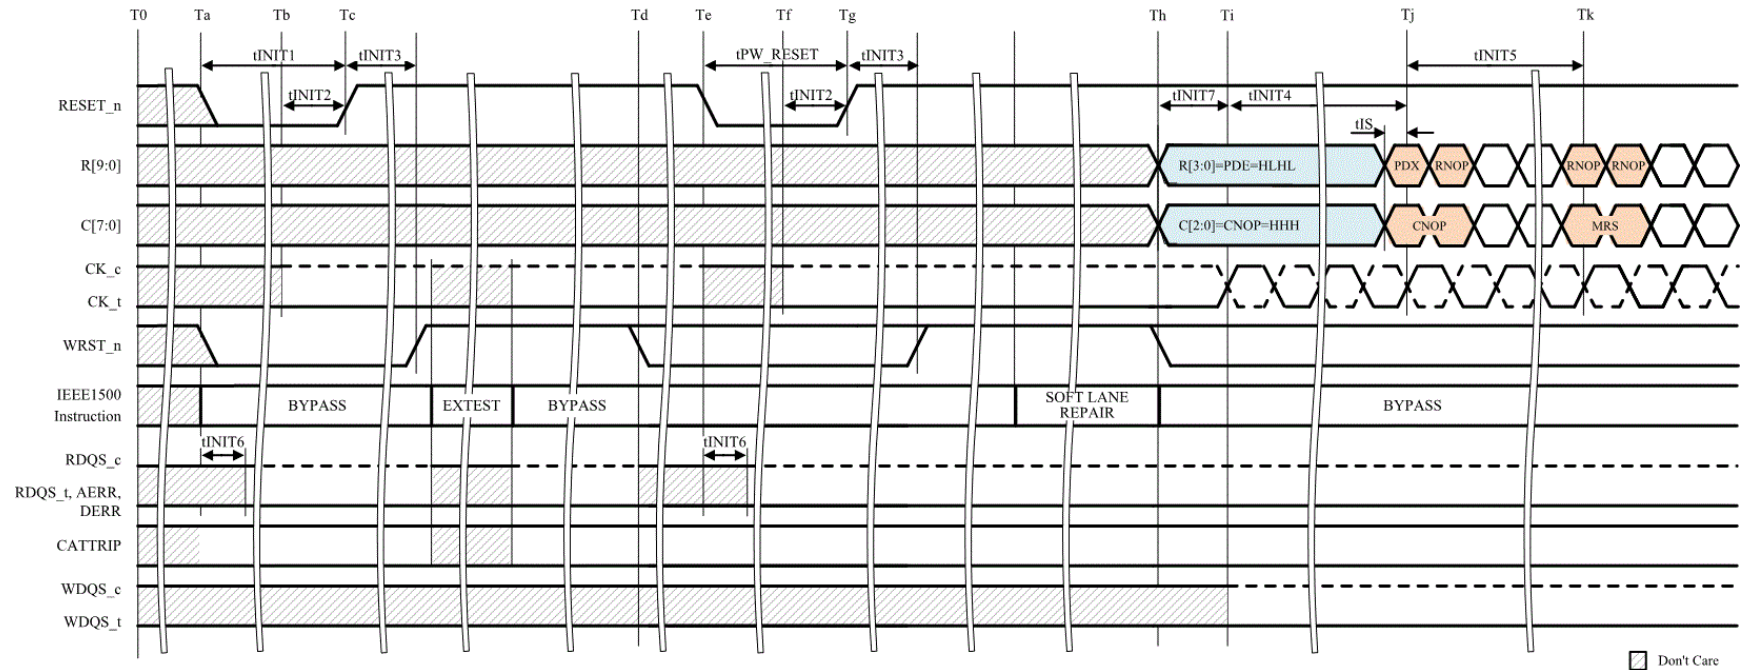 T0 Ta Tb Tc Td Te Tf Tg Th Ti Tj Tk
tINIT1 tINIT3 tPW_RESET tINIT3 tINIT5
tINIT2 tINIT2 tINIT7 tINIT4
RESET_n
tIS
R[9:0] R[3:0]=PDE=HLHL PDX RNOP RNOP RNOP
C[7:0] C[2:0]=CNOP=HHH CNOP MRS
CK_c
CK_t
WRST_n
IEEE1500
Instruction
BYPASS EXTEST BYPASS SOFT LANE
REPAIR
BYPASS
tINIT6 tINIT6
RDQS_c
RDQS_t, AERR,
DERR
CATTRIP
WDQS_c
WDQS_t
Don't Care